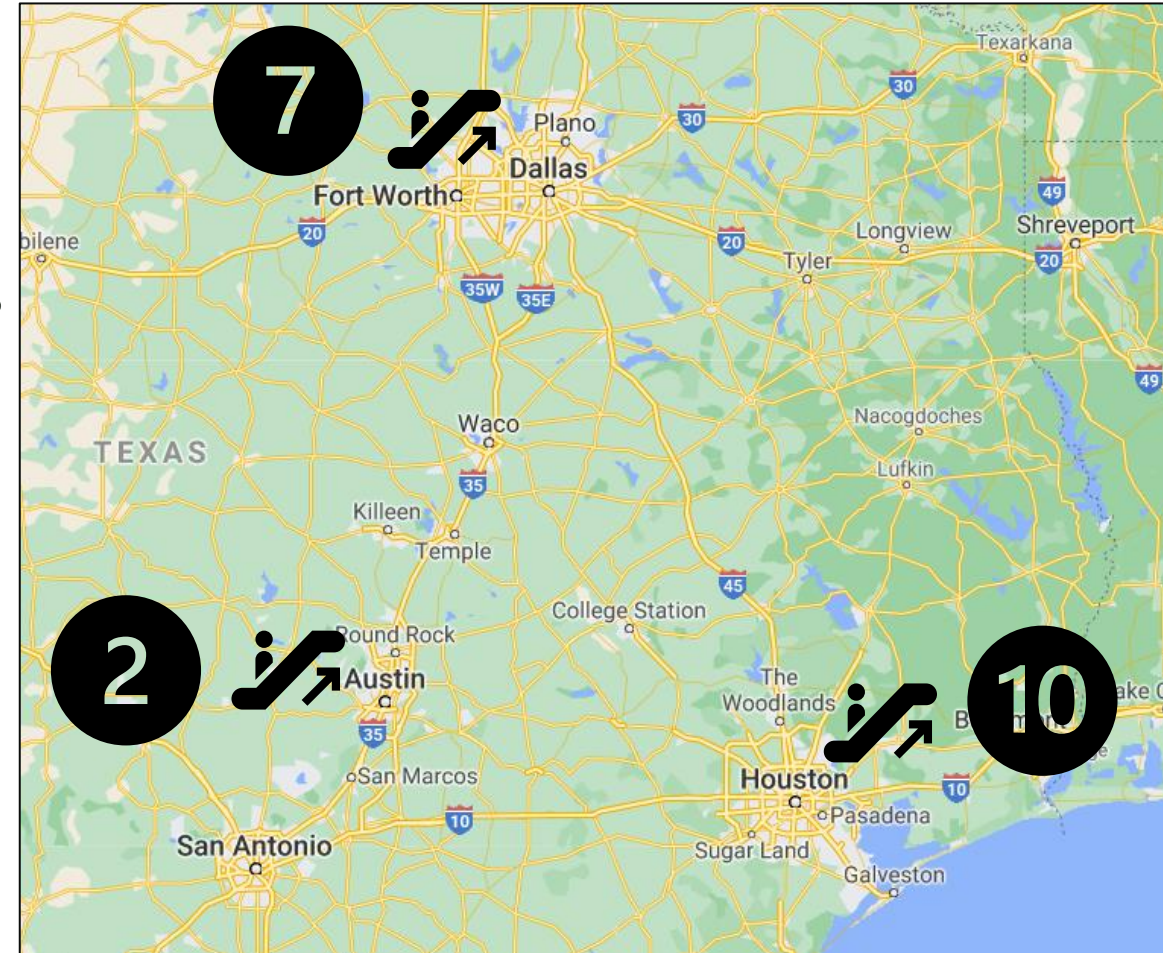 Texarkana
7
30
30
Plano
Dallas
Fort Worth
49
20
Shreveport
Longview
bilene
20
20
Tyler
35W
35E
49
Nacogdoches
Waco
TEXAS
Lufkin
35
Killeen
Temple
45
College Station
Round Rock
2
Austin
The
Woodlands
10
ake C
35
San Marcos
Houston
10
10
Pasadena
San Antonio
Sugar Land
Galveston